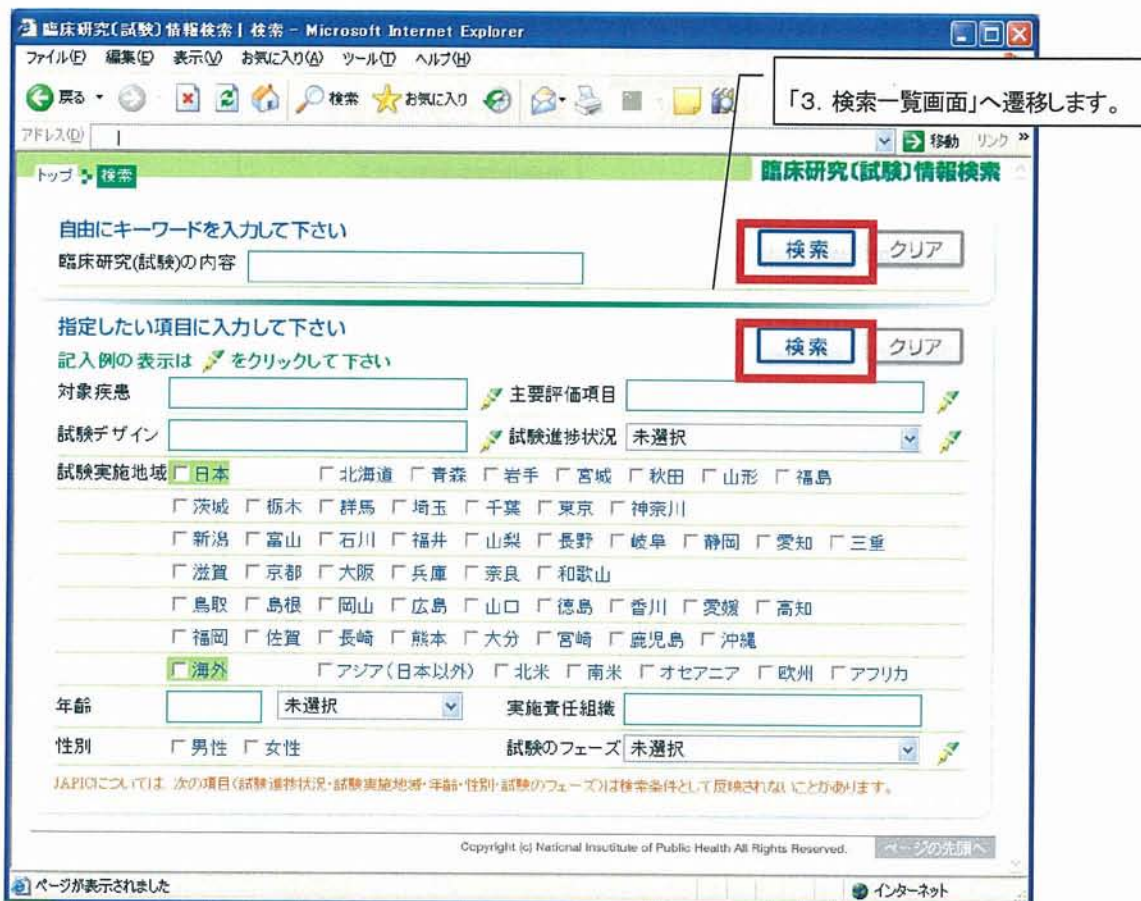 臨床研究〔試験〕情報検索 | 検索 - Microsoft Internet Explorer
ファイル(F) 編集(E) 表示(V) お気に入り(A) ツール(T) ヘルプ(H)
戻る 検索 お気に入り
「3. 検索一覧画面」へ遷移します。
アドレス(D) 移動 リンク »
トップ 検索 臨床研究〔試験〕情報検索
自由にキーワードを入力して下さい
臨床研究(試験)の内容 検索 クリア
指定したい項目に入力して下さい 検索 クリア
記入例の表示は をクリックして下さい
対象疾患 主要評価項目
試験デザイン 試験進捗状況 未選択
試験実施地域 日本 北海道 青森 岩手 宮城 秋田 山形 福島
茨城 栃木 群馬 埼玉 千葉 東京 神奈川
新潟 富山 石川 福井 山梨 長野 岐阜 静岡 愛知 三重
滋賀 京都 大阪 兵庫 奈良 和歌山
鳥取 島根 岡山 広島 山口 徳島 香川 愛媛 高知
福岡 佐賀 長崎 熊本 大分 宮崎 鹿児島 沖縄
海外 アジア(日本以外) 北米 南米 オセアニア 欧州 アフリカ
年齢 未選択 実施責任組織
性別 男性 女性 試験のフェーズ 未選択
JAPICについては、次の項目(試験進捗状況・試験実施地域・年齢・性別・試験のフェーズ)は検索条件として反映されないことがあります。
Copyright (c) National Insutitute of Public Health All Rights Reserved. ページの先頭へ
ページが表示されました インターネット